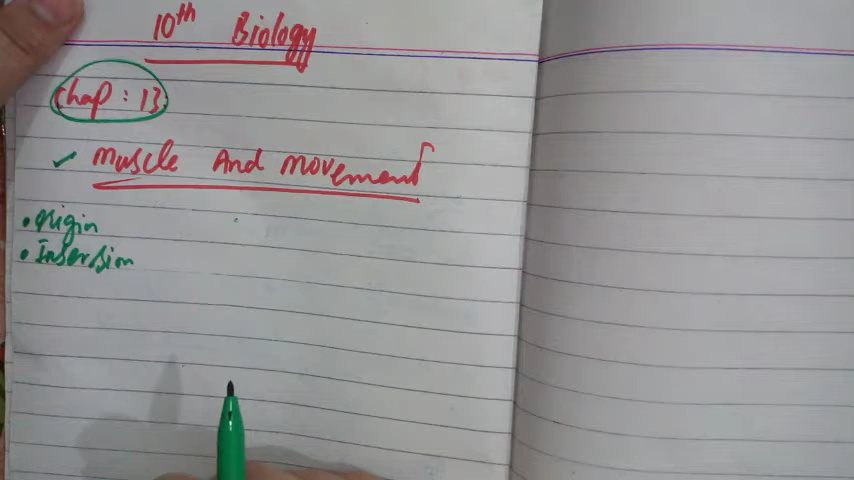 10th Biology
Chap : 13
Muscle And Movement
• Origin
• Insertion